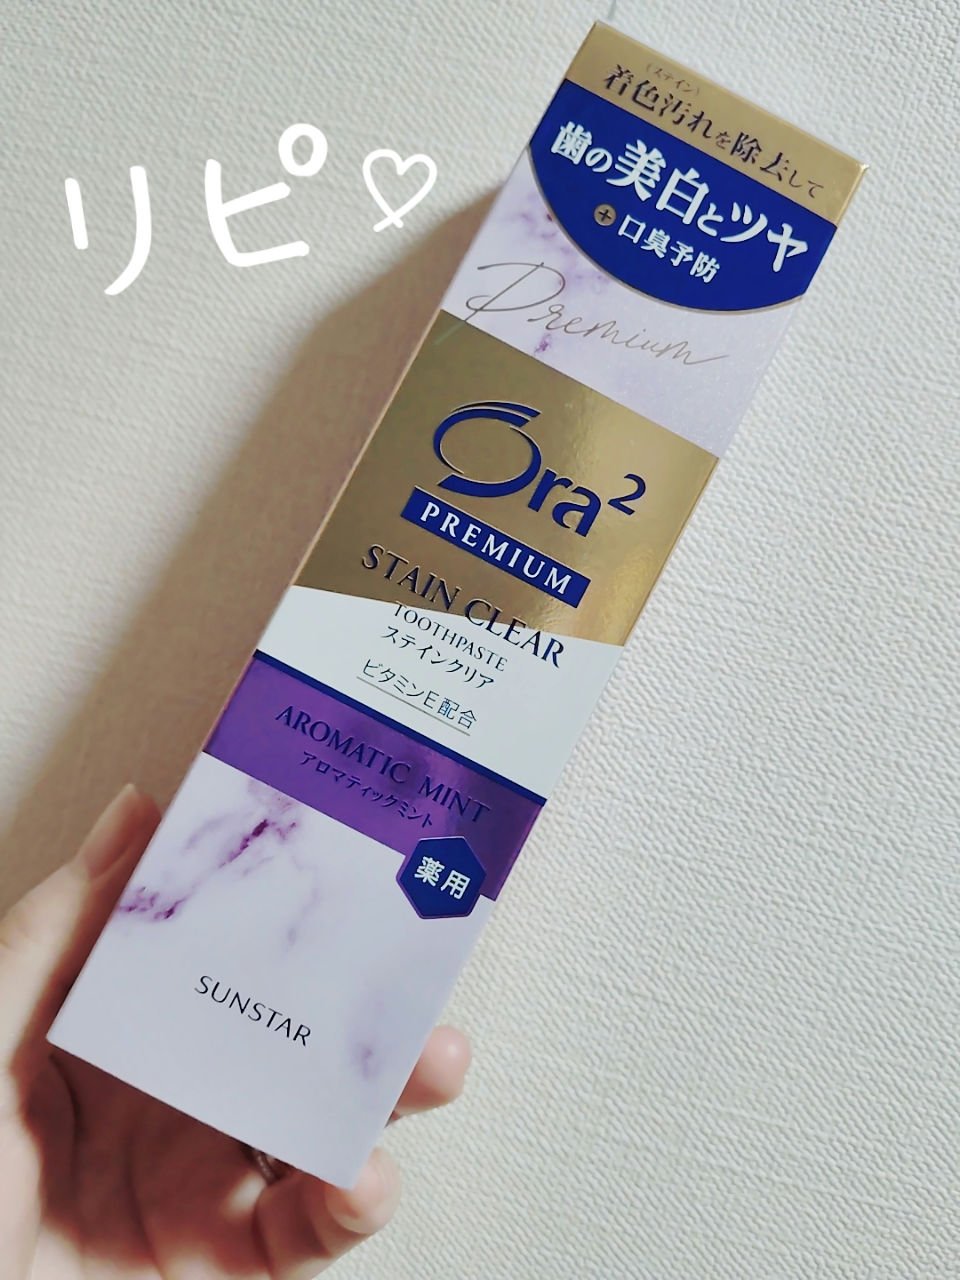 リピ♡
(ステイン)
着色汚れを除去して
歯の美白とツヤ
+口臭予防
Premium
Ora²
PREMIUM
STAIN CLEAR
TOOTHPASTE
ステインクリア
ビタミンE配合
AROMATIC MINT
アロマティックミント
薬用
SUNSTAR